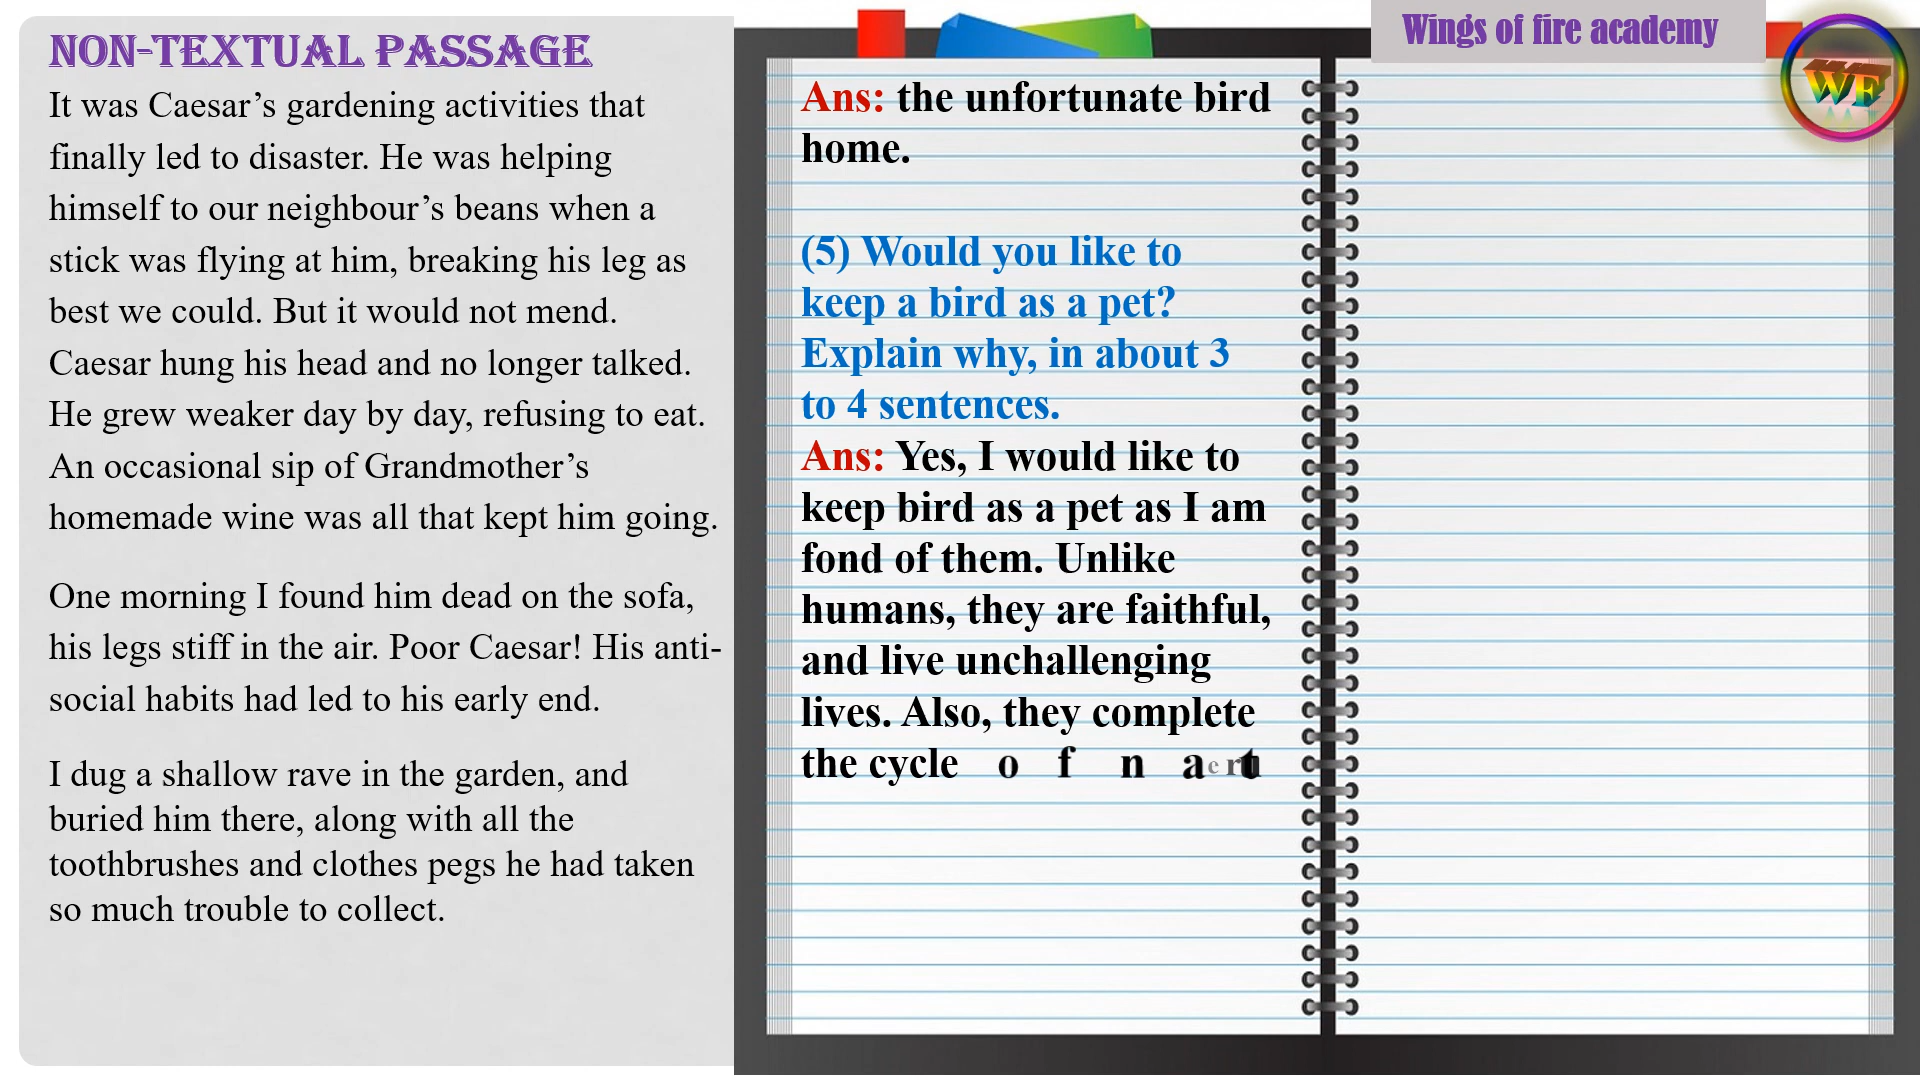 NON-TEXTUAL PASSAGE
It was Caesar’s gardening activities that
finally led to disaster. He was helping
himself to our neighbour’s beans when a
stick was flying at him, breaking his leg as
best we could. But it would not mend.
Caesar hung his head and no longer talked.
He grew weaker day by day, refusing to eat.
An occasional sip of Grandmother’s
homemade wine was all that kept him going.
One morning I found him dead on the sofa,
his legs stiff in the air. Poor Caesar! His anti-
social habits had led to his early end.
I dug a shallow rave in the garden, and
buried him there, along with all the
toothbrushes and clothes pegs he had taken
so much trouble to collect.
Ans: the unfortunate bird
home.
(5) Would you like to
keep a bird as a pet?
Explain why, in about 3
to 4 sentences.
Ans: Yes, I would like to
keep bird as a pet as I am
fond of them. Unlike
humans, they are faithful,
and live unchallenging
lives. Also, they complete
the cycle of
Wings of fire academy
WF